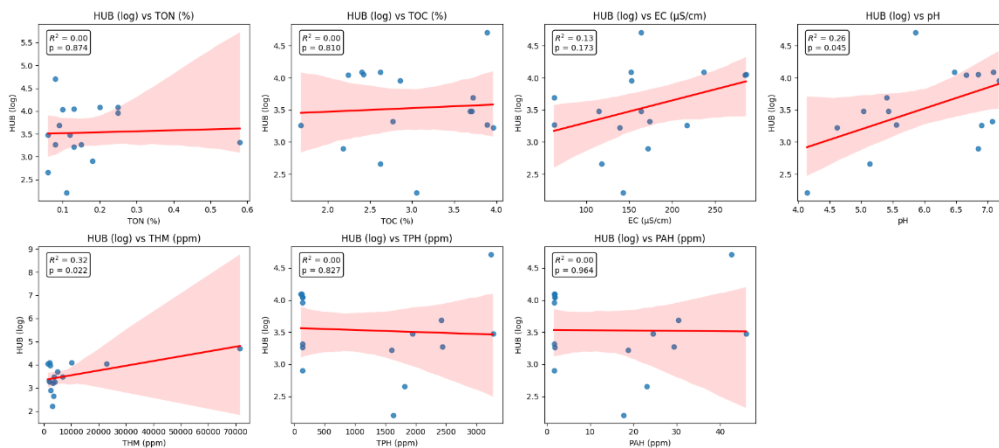 HUB (log) vs TON (%)
R² = 0.00
p = 0.874
HUB (log)
5.5
5.0
4.5
4.0
3.5
3.0
2.5
0.1 0.2 0.3 0.4 0.5 0.6
TON (%)
HUB (log) vs TOC (%)
R² = 0.00
p = 0.810
HUB (log)
4.5
4.0
3.5
3.0
2.5
2.0 2.5 3.0 3.5 4.0
TOC (%)
HUB (log) vs EC (µS/cm)
R² = 0.13
p = 0.173
HUB (log)
4.5
4.0
3.5
3.0
2.5
100 150 200 250
EC (µS/cm)
HUB (log) vs pH
R² = 0.26
p = 0.045
HUB (log)
4.5
4.0
3.5
3.0
2.5
4.0 4.5 5.0 5.5 6.0 6.5 7.0
pH
HUB (log) vs THM (ppm)
R² = 0.32
p = 0.022
HUB (log)
9
8
7
6
5
4
3
2
0 10000 20000 30000 40000 50000 60000 70000
THM (ppm)
HUB (log) vs TPH (ppm)
R² = 0.00
p = 0.827
HUB (log)
4.5
4.0
3.5
3.0
2.5
0 500 1000 1500 2000 2500 3000
TPH (ppm)
HUB (log) vs PAH (ppm)
R² = 0.00
p = 0.964
HUB (log)
4.5
4.0
3.5
3.0
2.5
0 10 20 30 40
PAH (ppm)